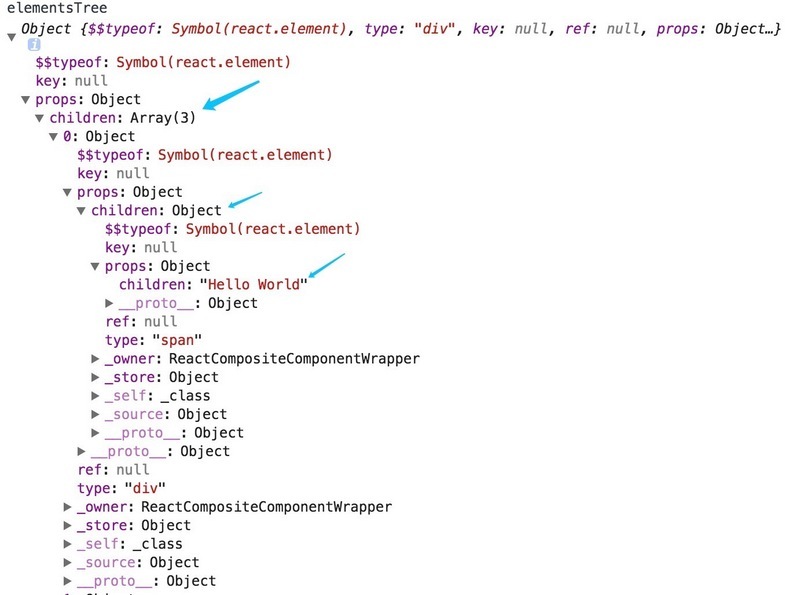 elementsTree
Object {$$typeof: Symbol(react.element), type: "div", key: null, ref: null, props: Object…}
i
$$typeof: Symbol(react.element)
key: null
props: Object
children: Array(3)
0: Object
$$typeof: Symbol(react.element)
key: null
props: Object
children: Object
$$typeof: Symbol(react.element)
key: null
props: Object
children: "Hello World"
__proto__: Object
ref: null
type: "span"
_owner: ReactCompositeComponentWrapper
_store: Object
_self: _class
_source: Object
__proto__: Object
__proto__: Object
ref: null
type: "div"
_owner: ReactCompositeComponentWrapper
_store: Object
_self: _class
_source: Object
__proto__: Object